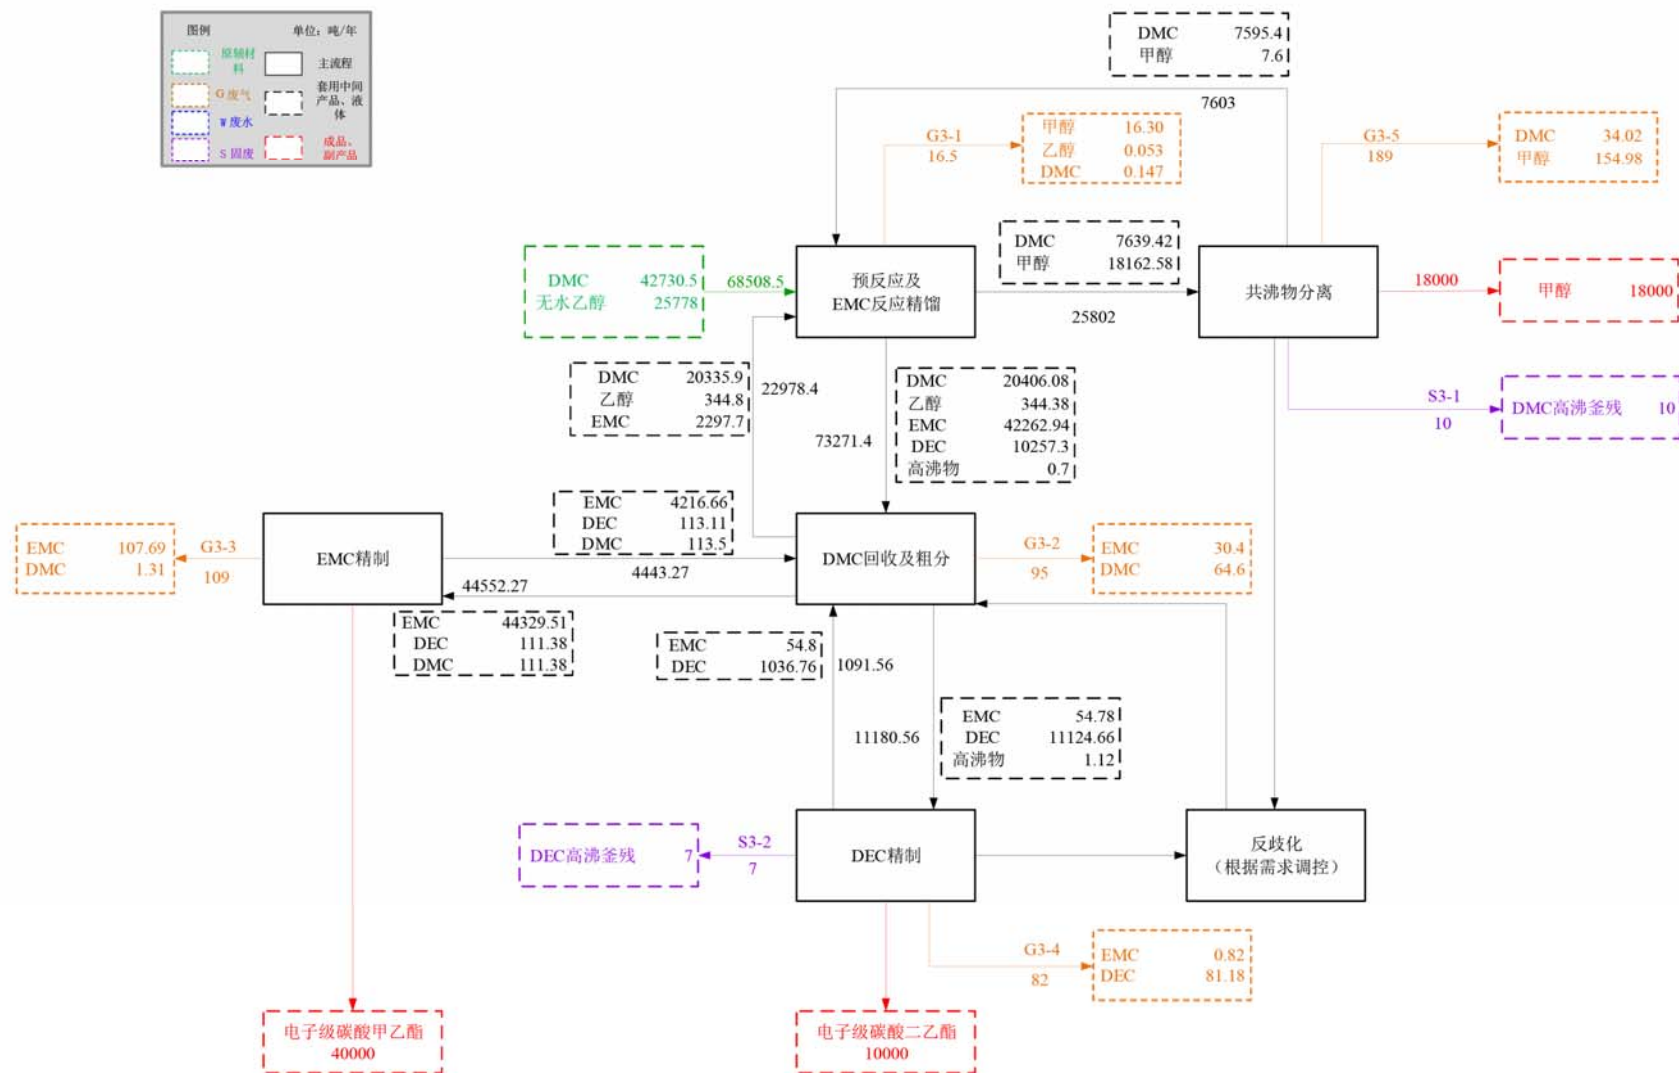 图例 单位：吨/年
原辅材
料
主流程
G 废气
套用中间
产品、液
体
W 废水
S 固废
成品、
副产品
DMC 7595.4
甲醇 7.6
7603
G3-1
16.5
甲醇 16.30
乙醇 0.053
DMC 0.147
G3-5
189
DMC 34.02
甲醇 154.98
DMC 42730.5
无水乙醇 25778
68508.5
预反应及
EMC反应精馏
DMC 7639.42
甲醇 18162.58
25802
共沸物分离
18000
甲醇 18000
DMC 20335.9
乙醇 344.8
EMC 2297.7
22978.4
DMC 20406.08
乙醇 344.38
EMC 42262.94
DEC 10257.3
高沸物 0.7
73271.4
S3-1
10
DMC高沸釜残 10
EMC 4216.66
DEC 113.11
DMC 113.5
4443.27
EMC 107.69
DMC 1.31
G3-3
109
EMC精制
DMC回收及粗分
G3-2
95
EMC 30.4
DMC 64.6
44552.27
EMC 44329.51
DEC 111.38
DMC 111.38
EMC 54.8
DEC 1036.76
1091.56
11180.56
EMC 54.78
DEC 11124.66
高沸物 1.12
DEC高沸釜残 7
S3-2
7
DEC精制
反歧化
（根据需求调控）
G3-4
82
EMC 0.82
DEC 81.18
电子级碳酸甲乙酯
40000
电子级碳酸二乙酯
10000